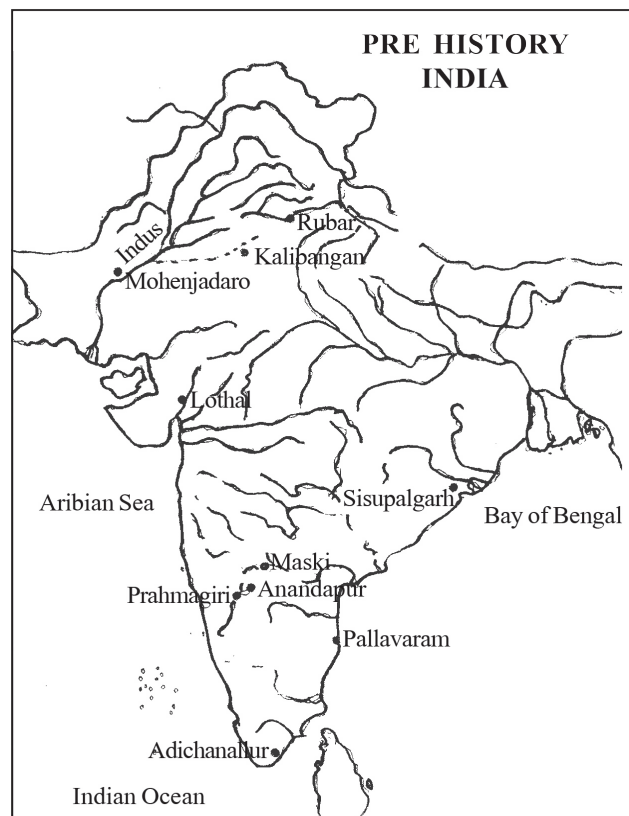 PRE HISTORY
INDIA
Rubar
Indus
Kalibangan
Mohenjadaro
Lothal
Sisupalgarh
Aribian Sea
Bay of Bengal
Maski
Anandapur
Prahmagiri
Pallavaram
Adichanallur
Indian Ocean